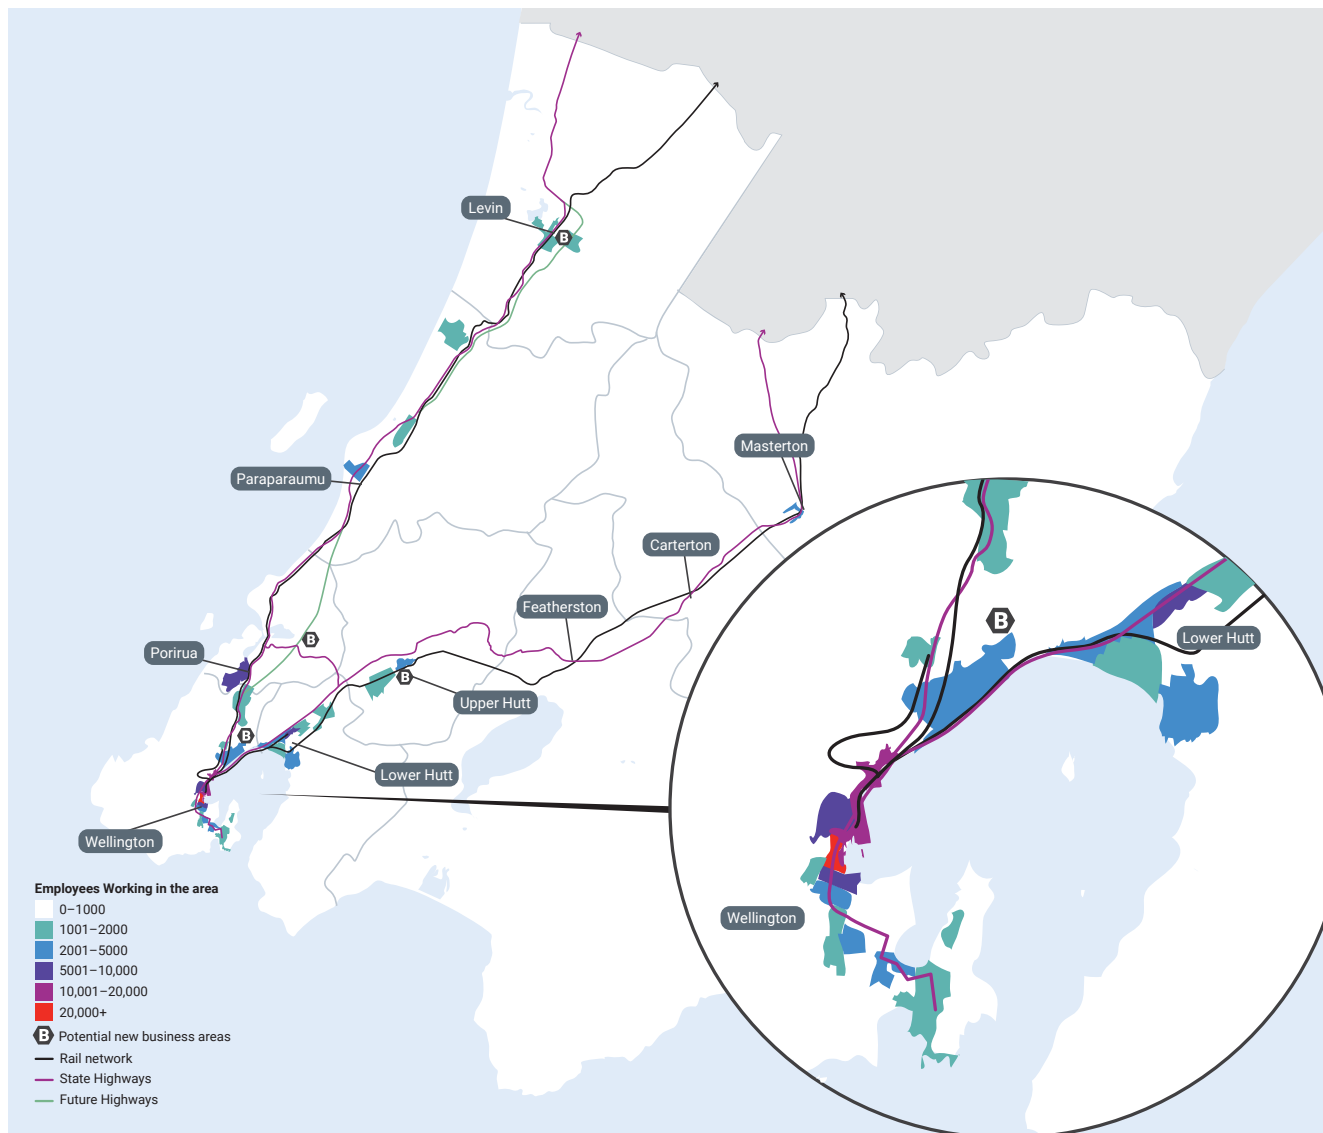 Levin
B
Masterton
Paraparaumu
Carterton
Featherston
B
B
Lower Hutt
Porirua
B
Upper Hutt
B
Lower Hutt
Wellington
Wellington
Employees Working in the area
0–1000
1001–2000
2001–5000
5001–10,000
10,001–20,000
20,000+
B Potential new business areas
Rail network
State Highways
Future Highways